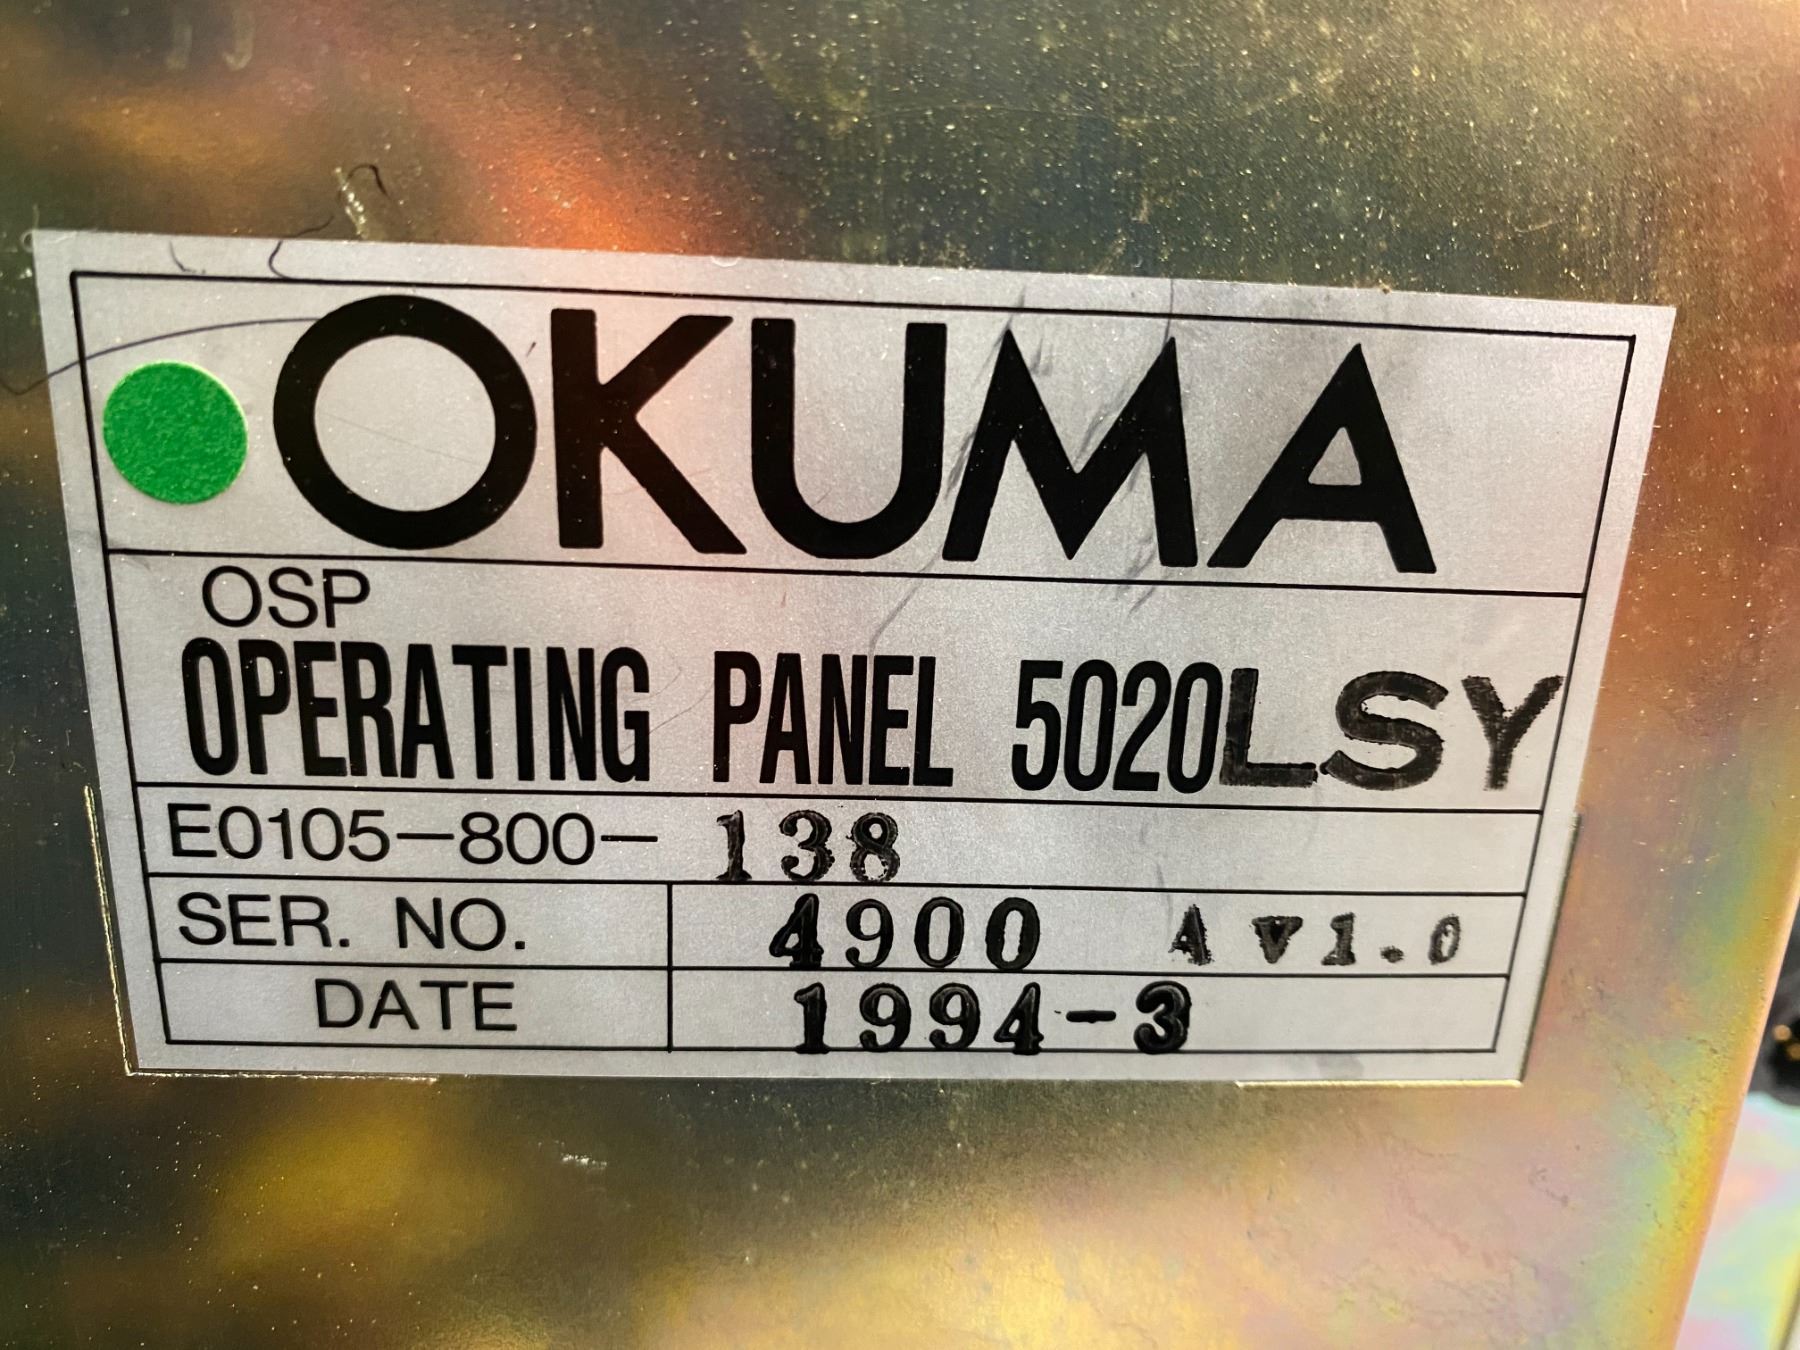 OKUMA
OSP
OPERATING PANEL 5020LSY
E0105-800-138
SER. NO. 4900 A v1.0
DATE 1994-3